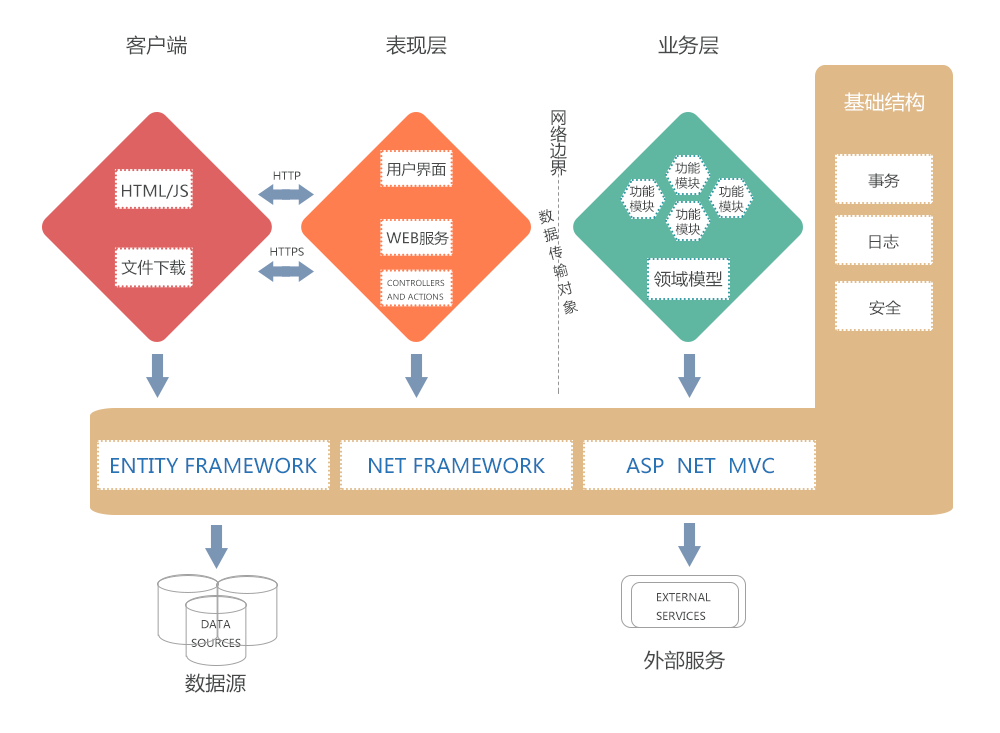 客户端
表现层
业务层
基础结构
HTML/JS
文件下载
HTTP
HTTPS
用户界面
WEB服务
CONTROLLERS
AND ACTIONS
网络边界
数据传输对象
功能
模块
功能
模块
功能
模块
功能
模块
领域模型
事务
日志
安全
ENTITY FRAMEWORK
NET FRAMEWORK
ASP NET MVC
DATA
SOURCES
数据源
EXTERNAL
SERVICES
外部服务